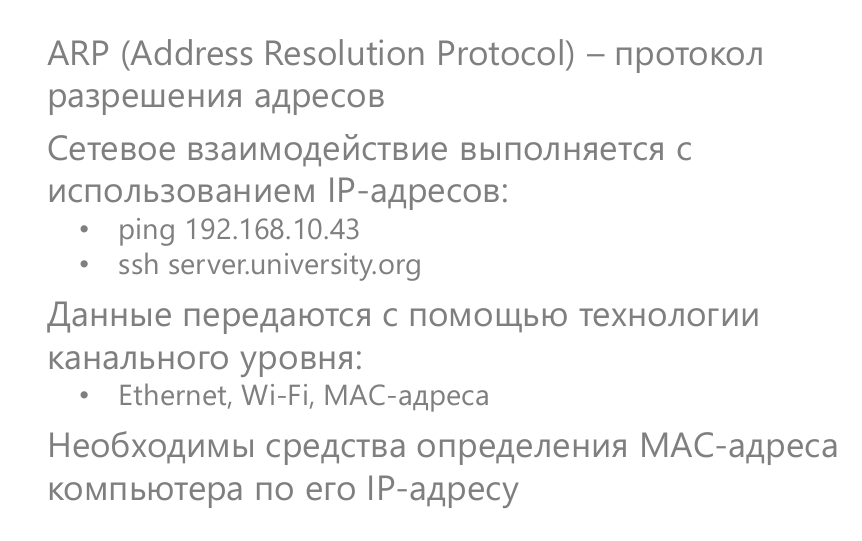 ARP (Address Resolution Protocol) – протокол
разрешения адресов
Сетевое взаимодействие выполняется с
использованием IP-адресов:
• ping 192.168.10.43
• ssh server.university.org
Данные передаются с помощью технологии
канального уровня:
• Ethernet, Wi-Fi, MAC-адреса
Необходимы средства определения MAC-адреса
компьютера по его IP-адресу